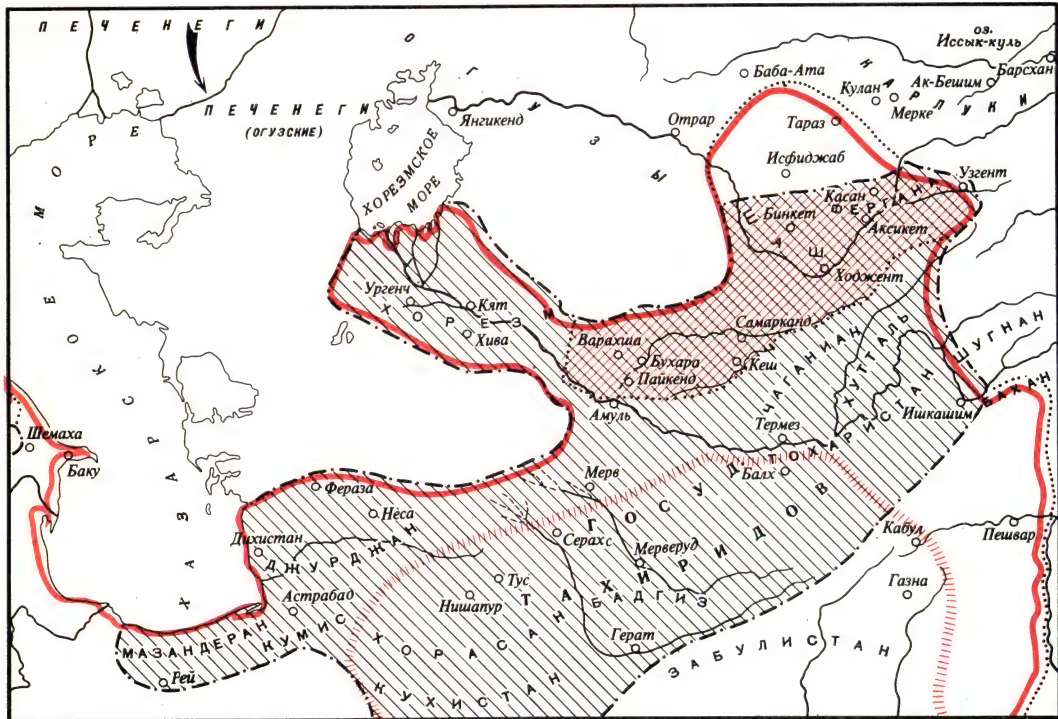 ПЕЧЕНЕГИ
ПЕЧЕНЕГИ
(ОГУЗСКИЕ)
ОГУЗЫ
КАРЛУКИ
оз.
Иссык-куль
Барсхан
Ак-Бешим
Баба-Ата
Кулан
Мерке
Янгикенд
Отрар
Тараз
Исфиджаб
Узгент
Касан
ФЕРГАНА
Бинкет
Аксикет
ШАШ
Ходжент
ХАЗАРСКОЕ МОРЕ
ХОРЕЗМСКОЕ
МОРЕ
Ургенч
Кят
ХОРЕЗМ
Хива
Самарканд
Варахша
Бухара
Кеш
Пайкенд
Амуль
ЧАГАНИАН
ХУТТАЛЬ
ШУГНАН
ВАХАН
Ишкашим
Термез
ТОХАРИСТАН
Балх
Шемаха
Баку
Фераза
Неса
Мерв
ГОСУД-ВО
ТАХИРИДОВ
Серахс
Мерверуд
Кабул
Пешвар
Дихистан
ДЖУРДЖАН
Тус
БАДГИЗ
Газна
Астрабад
Нишапур
МАЗАНДЕРАН
КУМИС
ХОРАСАН
Герат
ЗАБУЛИСТАН
Рей
КУХИСТАН